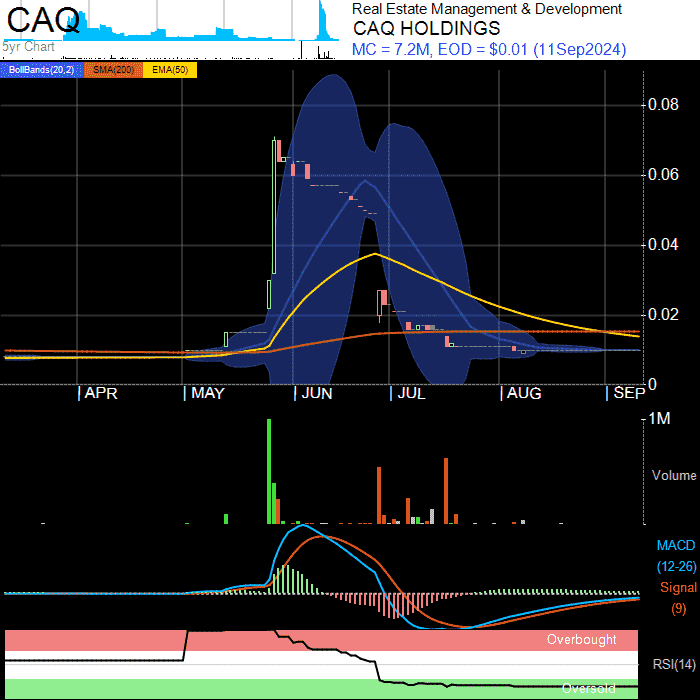 CAQ
Real Estate Management & Development
CAQ HOLDINGS
MC = 7.2M, EOD = $0.01 (11Sep2024)
5yr Chart
BollBands(20,2) SMA(200) EMA(50)
0.08
0.06
0.04
0.02
0
APR MAY JUN JUL AUG SEP
1M
Volume
MACD
(12-26)
Signal
(9)
Overbought
RSI(14)
Oversold